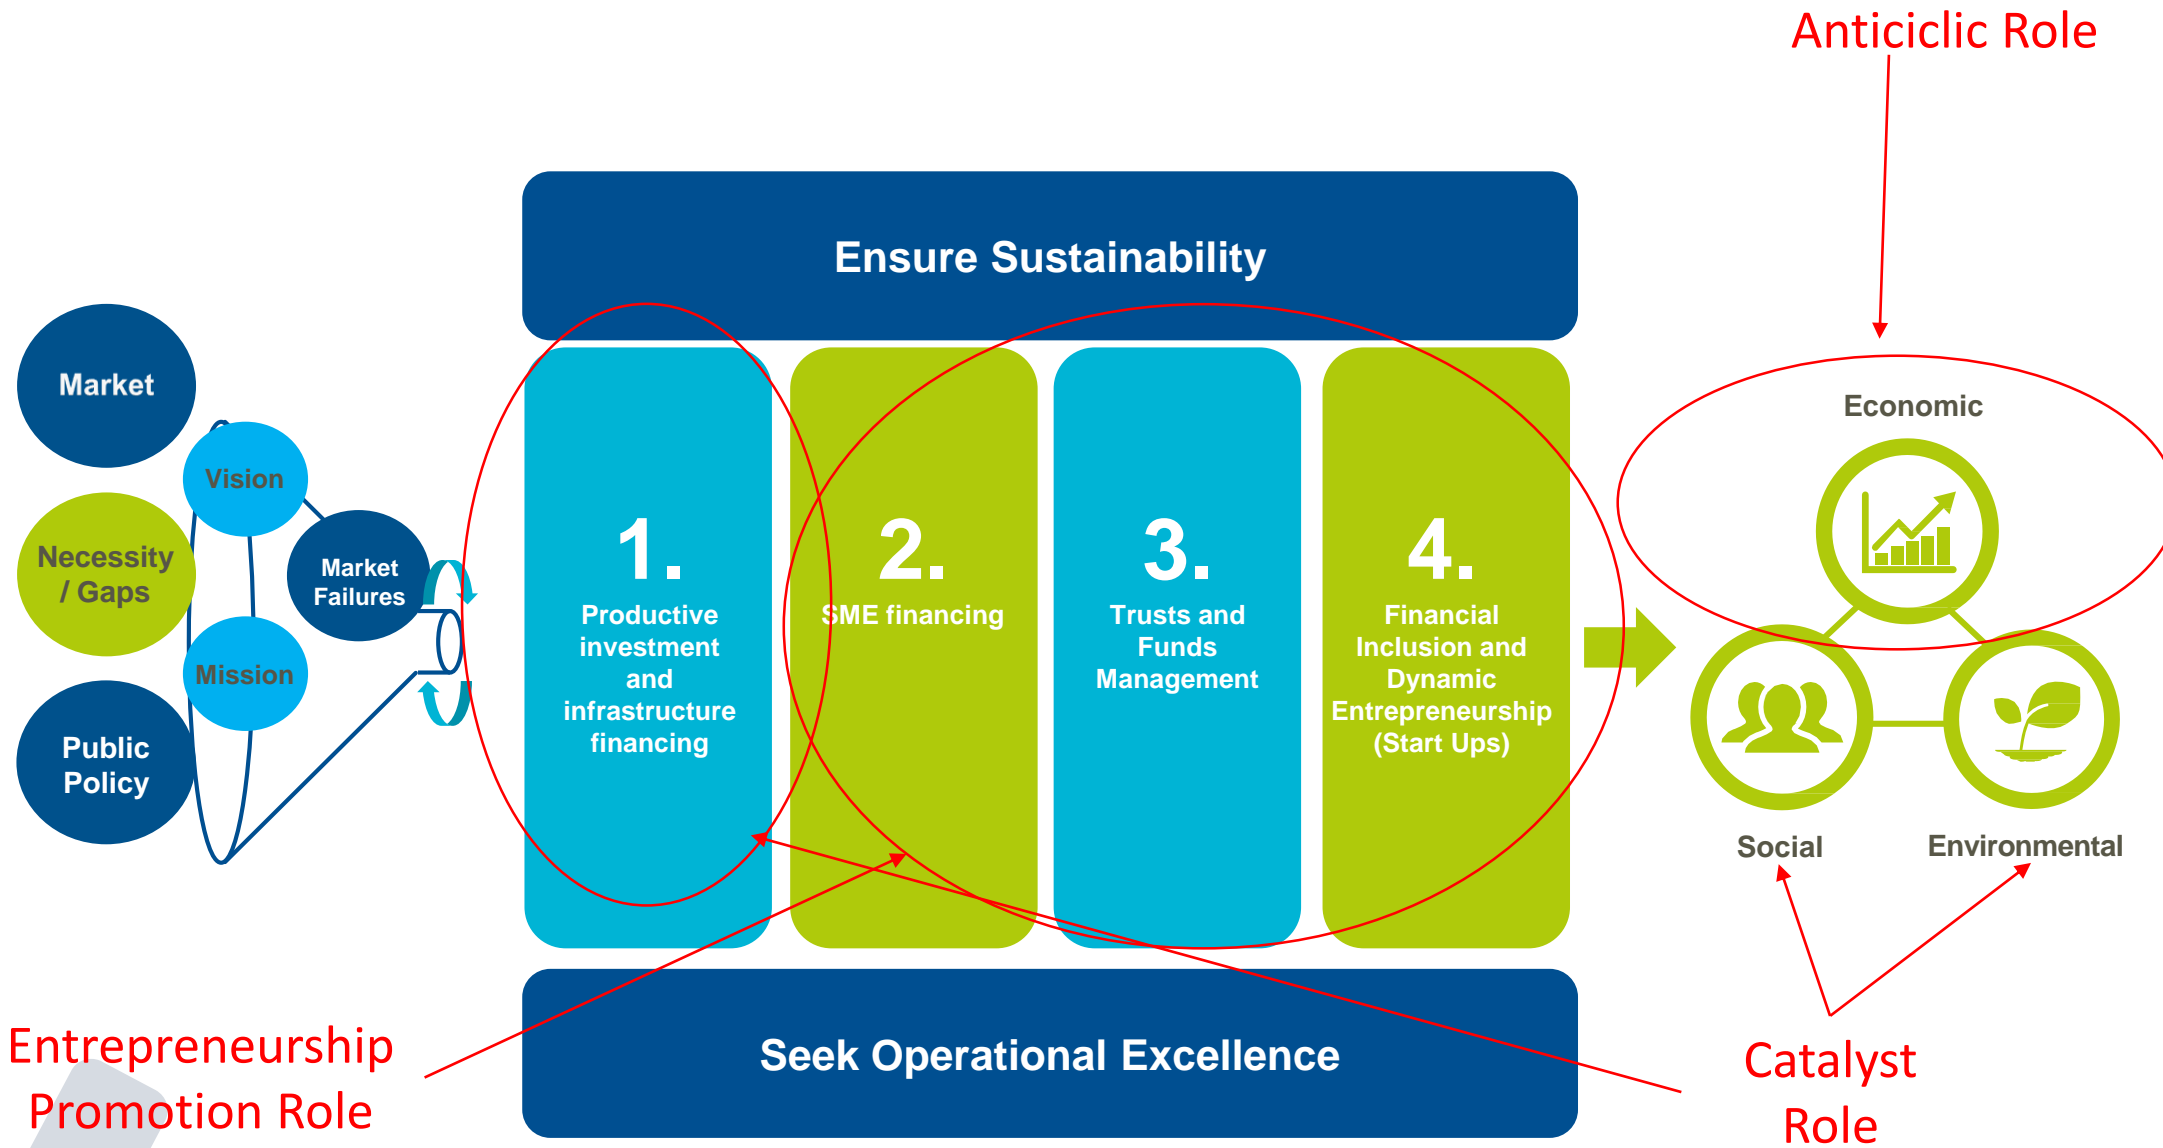 Anticiclic Role
Ensure Sustainability
Market
Vision
Necessity
/ Gaps
Market
Failures
Mission
Public
Policy
1.
Productive
investment
and
infrastructure
financing
2.
SME financing
3.
Trusts and
Funds
Management
4.
Financial
Inclusion and
Dynamic
Entrepreneurship
(Start Ups)
Economic
Social
Environmental
Seek Operational Excellence
Entrepreneurship
Promotion Role
Catalyst
Role